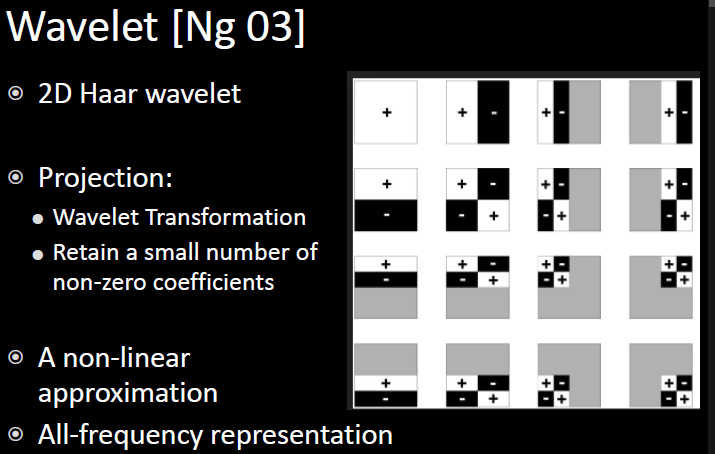 Wavelet [Ng 03]
2D Haar wavelet
Projection:
Wavelet Transformation
Retain a small number of
non-zero coefficients
A non-linear
approximation
All-frequency representation
+ + - + - + -
+ + - + - + -
- - + - + - +
+ + - + - + -
- - + - + - +
+ + - + - + -
- - + - + - +